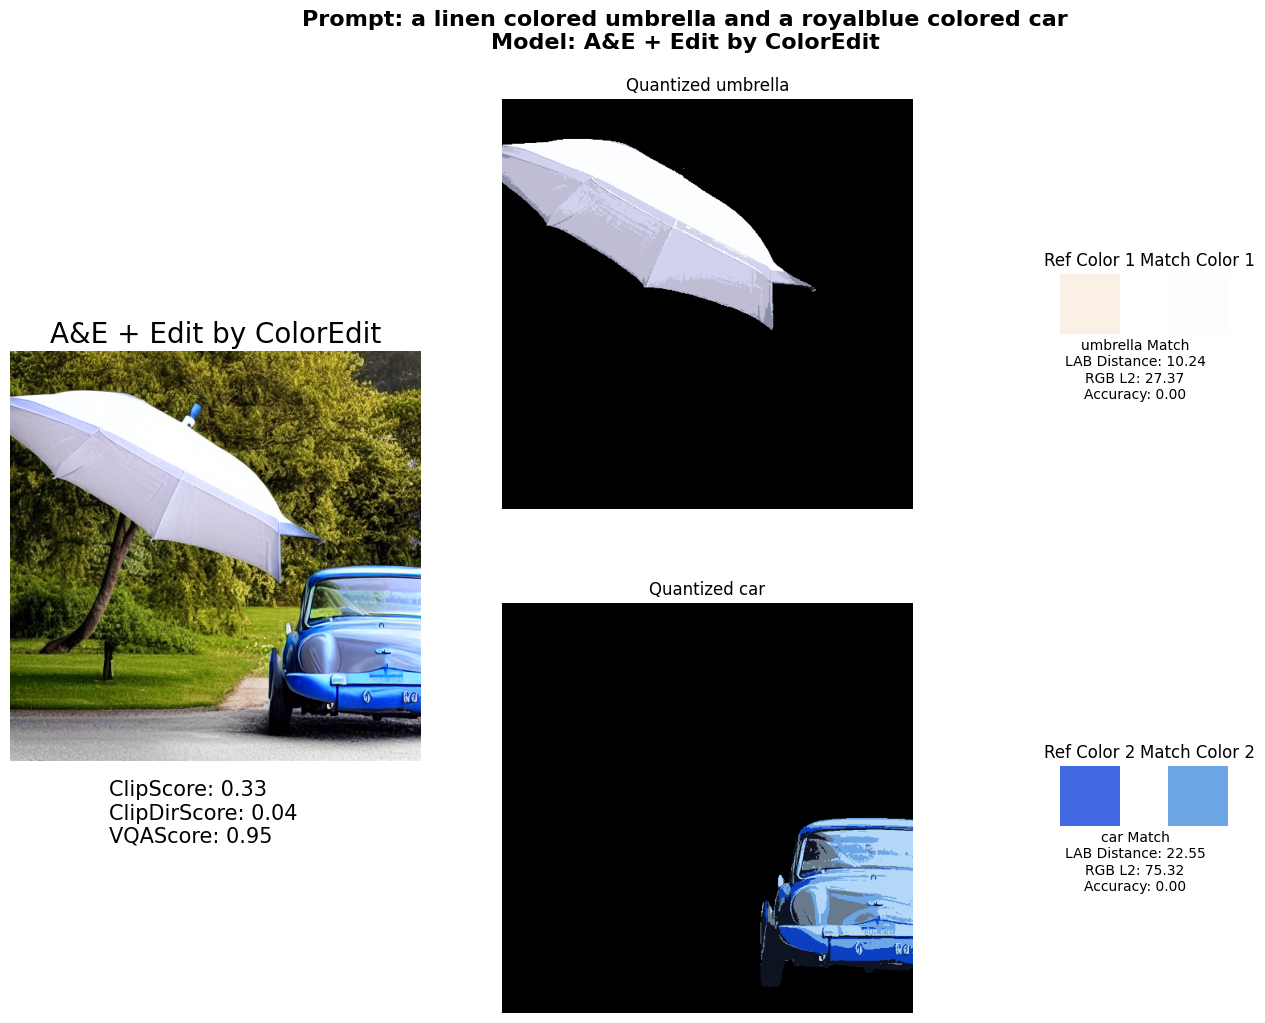 Prompt: a linen colored umbrella and a royalblue colored car
Model: A&E + Edit by ColorEdit
Quantized umbrella
Ref Color 1 Match Color 1
umbrella Match
LAB Distance: 10.24
RGB L2: 27.37
Accuracy: 0.00
A&E + Edit by ColorEdit
ClipScore: 0.33
ClipDirScore: 0.04
VQAScore: 0.95
Quantized car
Ref Color 2 Match Color 2
car Match
LAB Distance: 22.55
RGB L2: 75.32
Accuracy: 0.00